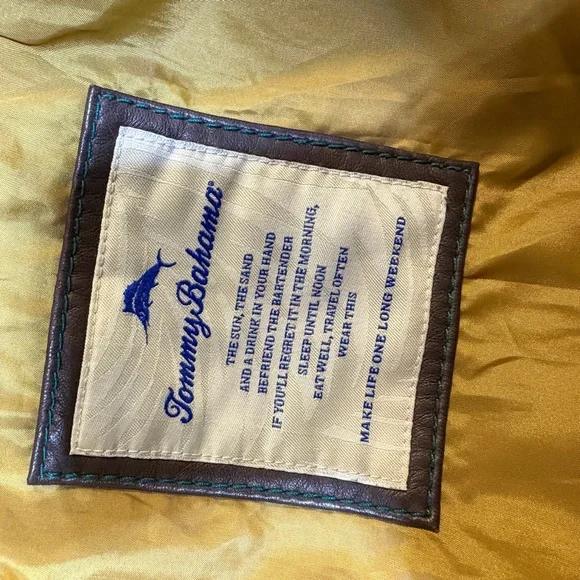 Tommy Bahama®
THE SUN, THE SAND
AND A DRINK IN YOUR HAND
BEFRIEND THE BARTENDER
IF YOU'LL REGRET IT IN THE MORNING,
SLEEP UNTIL NOON
EAT WELL, TRAVEL OFTEN
WEAR THIS
MAKE LIFE ONE LONG WEEKEND